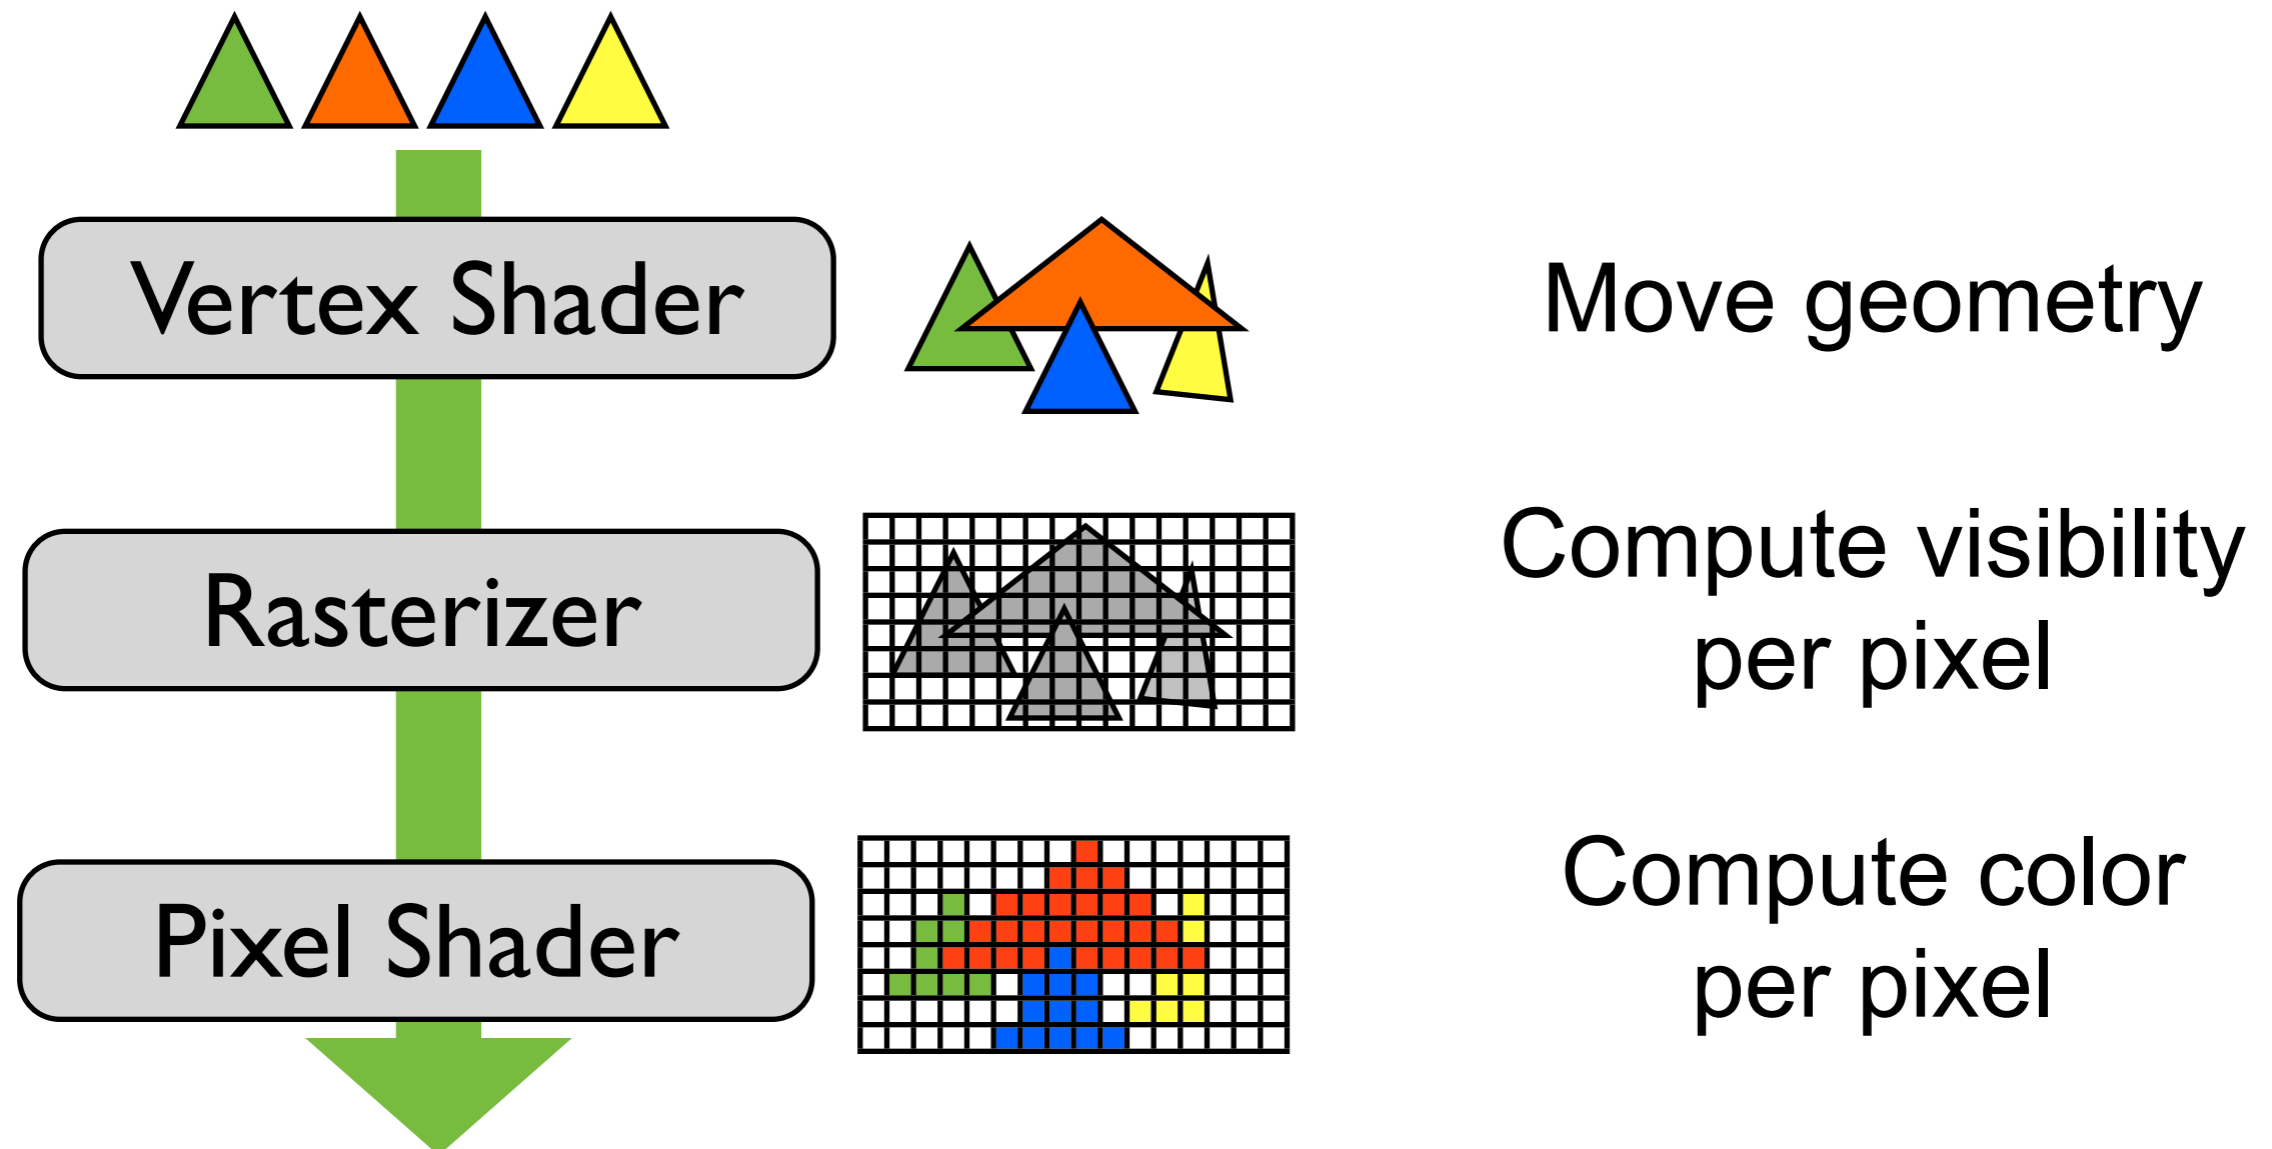 Vertex Shader
Move geometry
Rasterizer
Compute visibility
per pixel
Pixel Shader
Compute color
per pixel